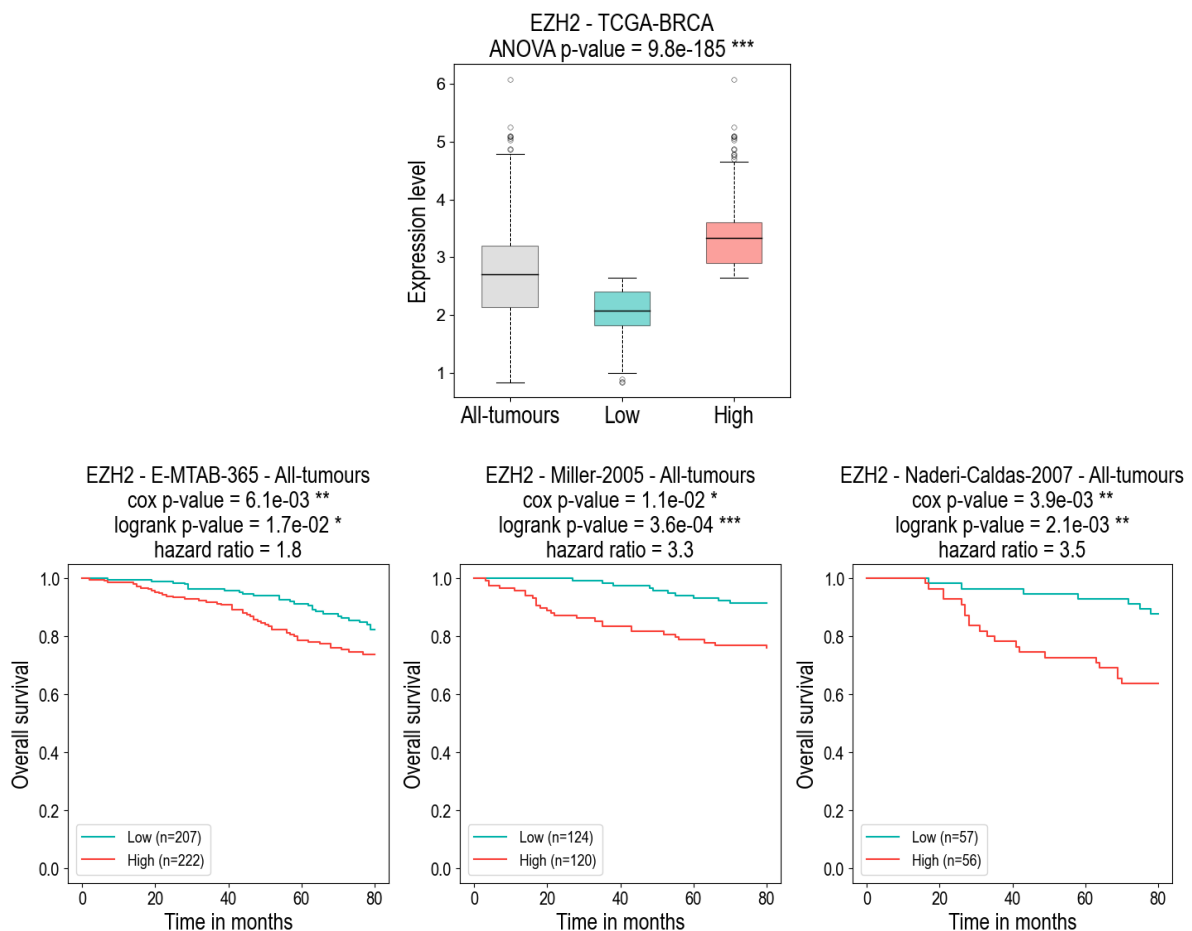 EZH2 - TCGA-BRCA
ANOVA p-value = 9.8e-185 ***
Expression level
6
5
4
3
2
1
All-tumours
Low
High
EZH2 - E-MTAB-365 - All-tumours
cox p-value = 6.1e-03 **
logrank p-value = 1.7e-02 *
hazard ratio = 1.8
Overall survival
1.0
0.8
0.6
0.4
0.2
0.0
Low (n=207)
High (n=222)
0
20
40
60
80
Time in months
EZH2 - Miller-2005 - All-tumours
cox p-value = 1.1e-02 *
logrank p-value = 3.6e-04 ***
hazard ratio = 3.3
Overall survival
1.0
0.8
0.6
0.4
0.2
0.0
Low (n=124)
High (n=120)
0
20
40
60
80
Time in months
EZH2 - Naderi-Caldas-2007 - All-tumours
cox p-value = 3.9e-03 **
logrank p-value = 2.1e-03 **
hazard ratio = 3.5
Overall survival
1.0
0.8
0.6
0.4
0.2
0.0
Low (n=57)
High (n=56)
0
20
40
60
80
Time in months